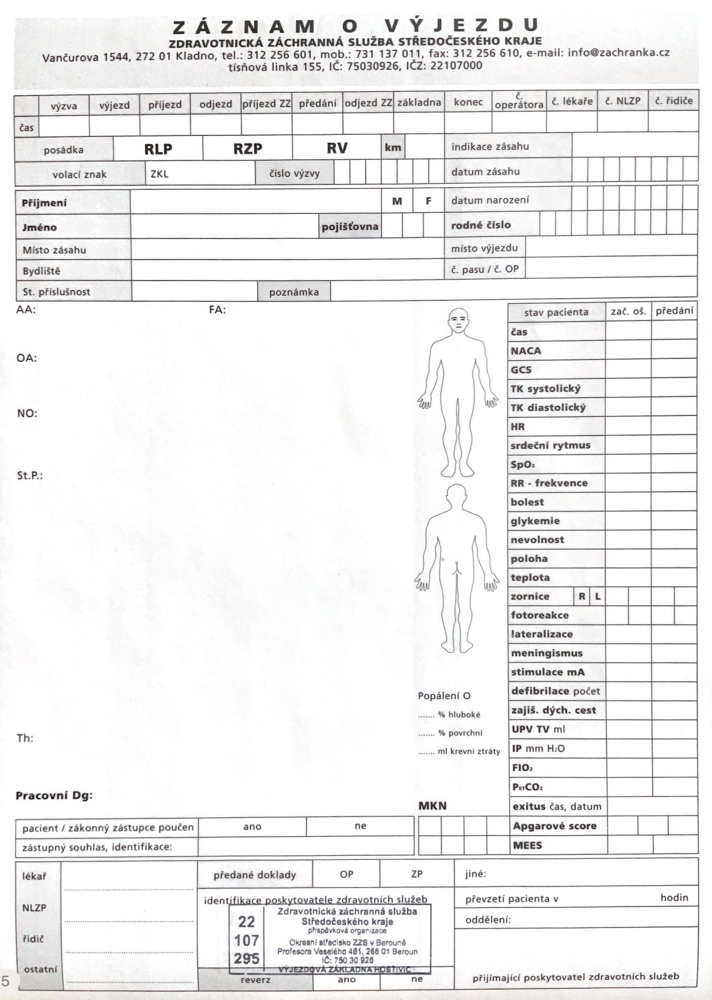 ZÁZNAM O VÝJEZDU
ZDRAVOTNICKÁ ZÁCHRANNÁ SLUŽBA STŘEDOČESKÉHO KRAJE
Vančurova 1544, 272 01 Kladno, tel.: 312 256 601, mob.: 731 137 011, fax: 312 256 610, e-mail: info@zachranka.cz
tísňová linka 155, IČ: 75030926, IČZ: 22107000
výzva výjezd příjezd odjezd příjezd ZZ předání odjezd ZZ základna konec č. operátora č. lékaře č. NLZP č. řidiče
čas
posádka RLP RZP RV km indikace zásahu
volací znak ZKL číslo výzvy datum zásahu
Příjmení M F datum narození
Jméno pojišťovna rodné číslo
Místo zásahu místo výjezdu
Bydliště č. pasu / č. OP
St. příslušnost poznámka
AA: FA:
OA:
NO:
St.P.:
Th:
Pracovní Dg:
Popálení O
....... % hluboké
....... % povrchní
....... ml krevní ztráty
MKN
stav pacienta zač. oš. předání
čas
NACA
GCS
TK systolický
TK diastolický
HR
srdeční rytmus
SpO₂
RR - frekvence
bolest
glykemie
nevolnost
poloha
teplota
zornice R L
fotoreakce
lateralizace
meningismus
stimulace mA
defibrilace počet
zajiš. dých. cest
UPV TV ml
IP mm H₂O
FIO₂
PETCO₂
exitus čas, datum
Apgarové score
MEES
pacient / zákonný zástupce poučen ano ne
zástupný souhlas, identifikace:
lékař
NLZP
řidič
ostatní
předané doklady OP ZP
identifikace poskytovatele zdravotních služeb
22
107
295
Zdravotnická záchranná služba
Středočeského kraje
příspěvková organizace
Okresní středisko ZZS v Berouně
Profesora Veselého 461, 266 01 Beroun
IČ: 750 30 926
VÝJEZDOVÁ ZÁKLADNA HOSTIVIC
reverz ano ne
jiné:
převzetí pacienta v hodin
oddělení:
přijímající poskytovatel zdravotních služeb
5